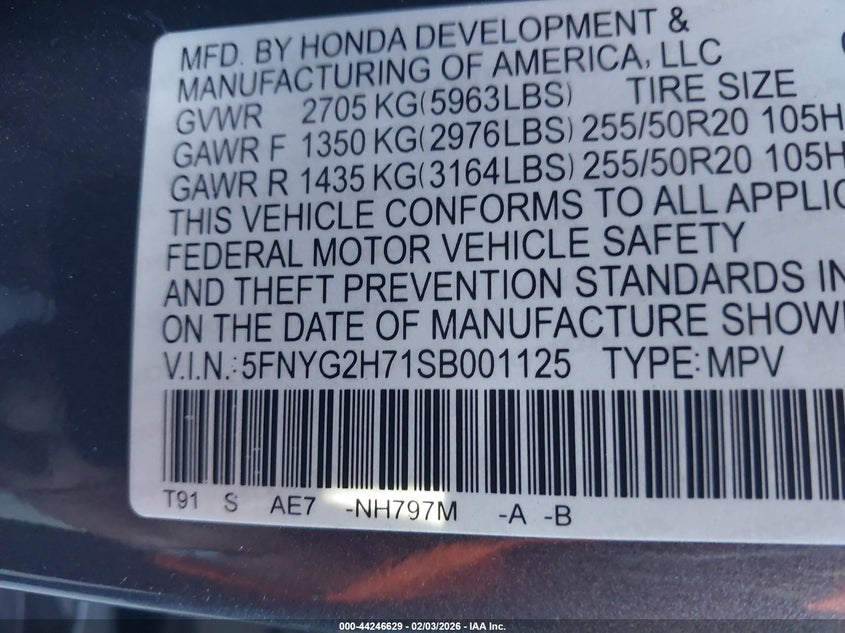 MFD. BY HONDA DEVELOPMENT &
MANUFACTURING OF AMERICA, LLC
GVWR 2705 KG(5963LBS) TIRE SIZE
GAWR F 1350 KG(2976LBS) 255/50R20 105H
GAWR R 1435 KG(3164LBS) 255/50R20 105H
THIS VEHICLE CONFORMS TO ALL APPLIC
FEDERAL MOTOR VEHICLE SAFETY
AND THEFT PREVENTION STANDARDS IN
ON THE DATE OF MANUFACTURE SHOW
V.I.N.: 5FNYG2H71SB001125 TYPE: MPV
T91 S AE7 -NH797M -A -B
000-44246629 - 02/03/2026 - IAA Inc.